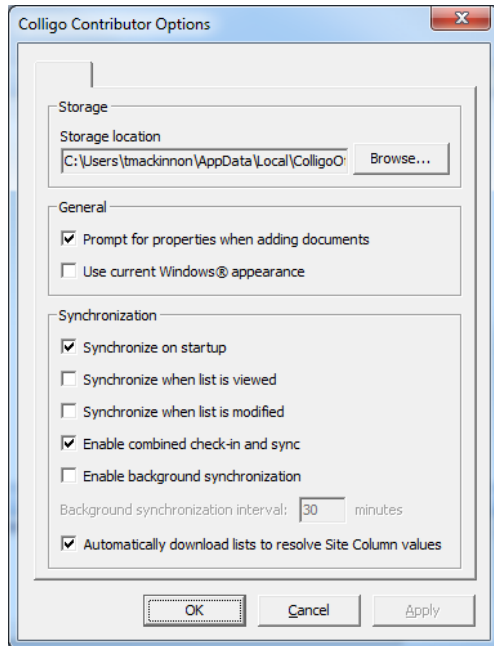 Colligo Contributor Options
Storage
Storage location
C:\Users\tmackinnon\AppData\Local\ColligoO
Browse...
General
Prompt for properties when adding documents
Use current Windows® appearance
Synchronization
Synchronize on startup
Synchronize when list is viewed
Synchronize when list is modified
Enable combined check-in and sync
Enable background synchronization
Background synchronization interval: 30 minutes
Automatically download lists to resolve Site Column values
OK Cancel Apply